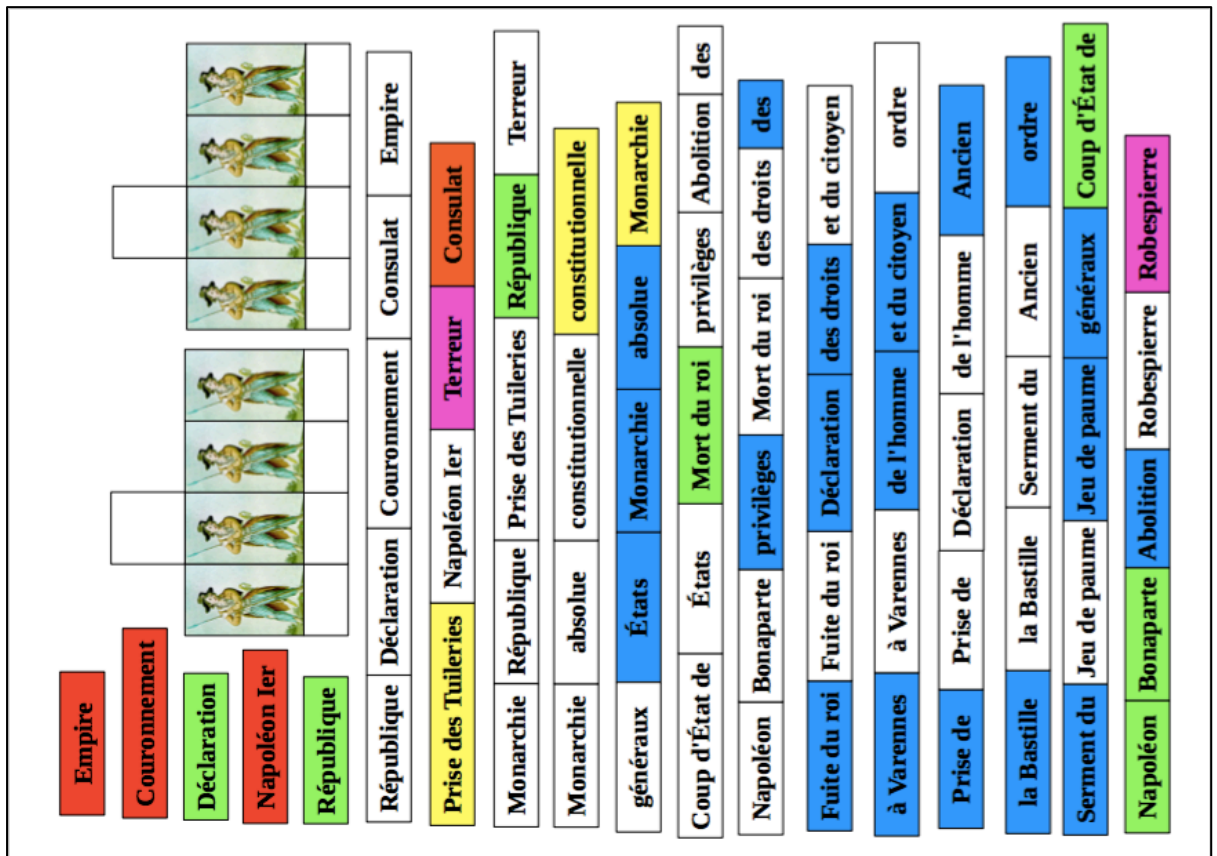 Empire
Couronnement
Déclaration
Napoléon Ier
République
République Déclaration Couronnement Consulat Empire
Prise des Tuileries Napoléon Ier Terreur Consulat
Monarchie République Prise des Tuileries République Terreur
Monarchie absolue constitutionnelle constitutionnelle
généraux États Monarchie absolue Monarchie
Coup d'État de États Mort du roi privilèges Abolition des
Napoléon Bonaparte privilèges Mort du roi des droits des
Fuite du roi Fuite du roi Déclaration des droits et du citoyen
à Varennes à Varennes de l'homme et du citoyen ordre
Prise de Prise de Déclaration de l'homme Ancien
la Bastille la Bastille Serment du Ancien ordre
Serment du Jeu de paume Jeu de paume généraux Coup d'État de
Napoléon Bonaparte Abolition Robespierre Robespierre